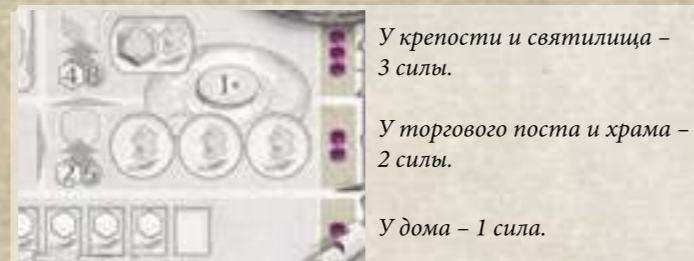 У крепости и святилища –
3 силы.
У торгового поста и храма –
2 силы.
У дома – 1 сила.